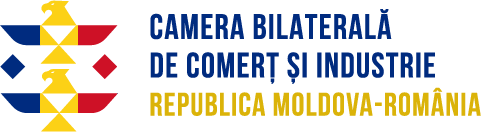 CAMERA BILATERALĂ
DE COMERȚ ȘI INDUSTRIE
REPUBLICA MOLDOVA-ROMÂNIA